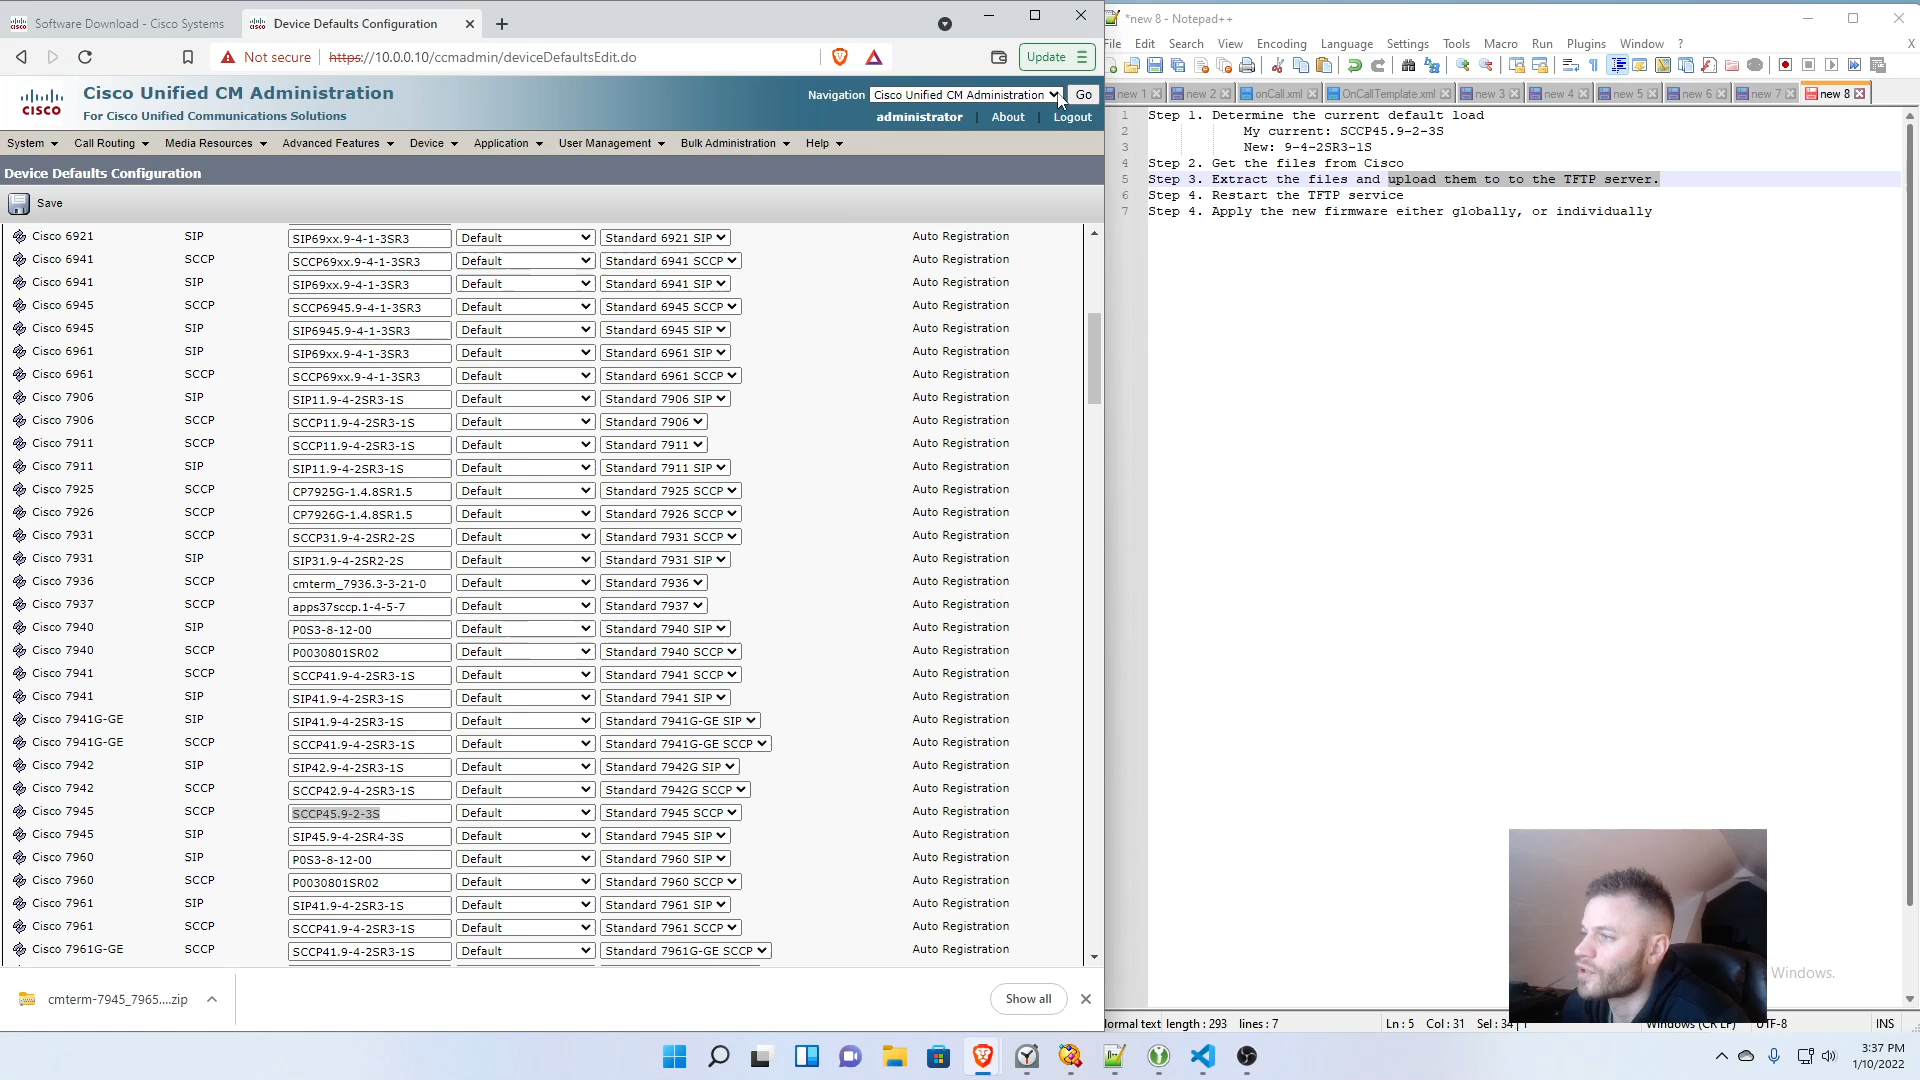 Software Download - Cisco Systems
Device Defaults Configuration
Not secure
https://10.0.0.10/ccmadmin/deviceDefaultsEdit.do
Update
cisco
Cisco Unified CM Administration
For Cisco Unified Communications Solutions
Navigation Cisco Unified CM Administration Go
administrator | About | Logout
System Call Routing Media Resources Advanced Features Device Application User Management Bulk Administration Help
Device Defaults Configuration
Save
Cisco 6921 SIP SIP69xx.9-4-1-3SR3 Default Standard 6921 SIP Auto Registration
Cisco 6941 SCCP SCCP69xx.9-4-1-3SR3 Default Standard 6941 SCCP Auto Registration
Cisco 6941 SIP SIP69xx.9-4-1-3SR3 Default Standard 6941 SIP Auto Registration
Cisco 6945 SCCP SCCP6945.9-4-1-3SR3 Default Standard 6945 SCCP Auto Registration
Cisco 6945 SIP SIP6945.9-4-1-3SR3 Default Standard 6945 SIP Auto Registration
Cisco 6961 SIP SIP69xx.9-4-1-3SR3 Default Standard 6961 SIP Auto Registration
Cisco 6961 SCCP SCCP69xx.9-4-1-3SR3 Default Standard 6961 SCCP Auto Registration
Cisco 7906 SIP SIP11.9-4-2SR3-1S Default Standard 7906 SIP Auto Registration
Cisco 7906 SCCP SCCP11.9-4-2SR3-1S Default Standard 7906 Auto Registration
Cisco 7911 SCCP SCCP11.9-4-2SR3-1S Default Standard 7911 Auto Registration
Cisco 7911 SIP SIP11.9-4-2SR3-1S Default Standard 7911 SIP Auto Registration
Cisco 7925 SCCP CP7925G-1.4.8SR1.5 Default Standard 7925 SCCP Auto Registration
Cisco 7926 SCCP CP7926G-1.4.8SR1.5 Default Standard 7926 SCCP Auto Registration
Cisco 7931 SCCP SCCP31.9-4-2SR2-2S Default Standard 7931 SCCP Auto Registration
Cisco 7931 SIP SIP31.9-4-2SR2-2S Default Standard 7931 SIP Auto Registration
Cisco 7936 SCCP cmterm_7936.3-3-21-0 Default Standard 7936 Auto Registration
Cisco 7937 SCCP apps37sccp.1-4-5-7 Default Standard 7937 Auto Registration
Cisco 7940 SIP P0S3-8-12-00 Default Standard 7940 SIP Auto Registration
Cisco 7940 SCCP P0030801SR02 Default Standard 7940 SCCP Auto Registration
Cisco 7941 SCCP SCCP41.9-4-2SR3-1S Default Standard 7941 SCCP Auto Registration
Cisco 7941 SIP SIP41.9-4-2SR3-1S Default Standard 7941 SIP Auto Registration
Cisco 7941G-GE SIP SIP41.9-4-2SR3-1S Default Standard 7941G-GE SIP Auto Registration
Cisco 7941G-GE SCCP SCCP41.9-4-2SR3-1S Default Standard 7941G-GE SCCP Auto Registration
Cisco 7942 SIP SIP42.9-4-2SR3-1S Default Standard 7942G SIP Auto Registration
Cisco 7942 SCCP SCCP42.9-4-2SR3-1S Default Standard 7942G SCCP Auto Registration
Cisco 7945 SCCP SCCP45.9-2-3S Default Standard 7945 SCCP Auto Registration
Cisco 7945 SIP SIP45.9-4-2SR4-3S Default Standard 7945 SIP Auto Registration
Cisco 7960 SIP P0S3-8-12-00 Default Standard 7960 SIP Auto Registration
Cisco 7960 SCCP P0030801SR02 Default Standard 7960 SCCP Auto Registration
Cisco 7961 SIP SIP41.9-4-2SR3-1S Default Standard 7961 SIP Auto Registration
Cisco 7961 SCCP SCCP41.9-4-2SR3-1S Default Standard 7961 SCCP Auto Registration
Cisco 7961G-GE SCCP SCCP41.9-4-2SR3-1S Default Standard 7961G-GE SCCP Auto Registration
cmterm-7945_7965....zip
Show all
*new 8 - Notepad++
File Edit Search View Encoding Language Settings Tools Macro Run Plugins Window ? X
new 1 new 2 onCall.xml OnCallTemplate.xml new 3 new 4 new 5 new 6 new 7 new 8
1 Step 1. Determine the current default load
2 My current: SCCP45.9-2-3S
3 New: 9-4-2SR3-1S
4 Step 2. Get the files from Cisco
5 Step 3. Extract the files and upload them to to the TFTP server.
6 Step 4. Restart the TFTP service
7 Step 4. Apply the new firmware either globally, or individually
Windows.
ormal text length : 293 lines : 7 Ln : 5 Col : 31 Sel : 34 | 1 Windows (CR LF) UTF-8 INS
3:37 PM
1/10/2022